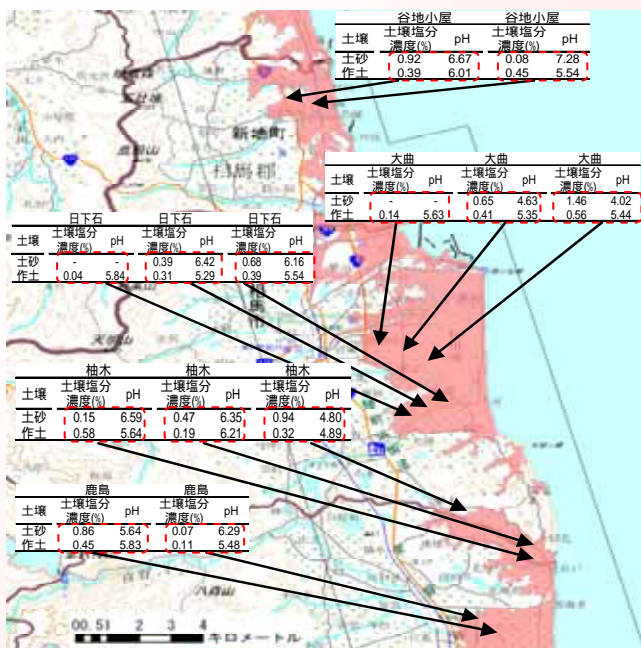 谷地小屋 谷地小屋
土壌 土壌塩分濃度(%) pH 土壌塩分濃度(%) pH
土砂 0.92 6.67 0.08 7.28
作土 0.39 6.01 0.45 5.54
新地町
大曲 大曲 大曲
土壌 土壌塩分濃度(%) pH 土壌塩分濃度(%) pH 土壌塩分濃度(%) pH
土砂 - - 0.65 4.63 1.46 4.02
作土 0.14 5.63 0.41 5.35 0.56 5.44
日下石 日下石 日下石
土壌 土壌塩分濃度(%) pH 土壌塩分濃度(%) pH 土壌塩分濃度(%) pH
土砂 - - 0.39 6.42 0.68 6.16
作土 0.04 5.84 0.31 5.29 0.39 5.54
柚木 柚木 柚木
土壌 土壌塩分濃度(%) pH 土壌塩分濃度(%) pH 土壌塩分濃度(%) pH
土砂 0.15 6.59 0.47 6.35 0.94 4.80
作土 0.58 5.64 0.19 6.21 0.32 4.89
鹿島 鹿島
土壌 土壌塩分濃度(%) pH 土壌塩分濃度(%) pH
土砂 0.86 5.64 0.07 6.29
作土 0.45 5.83 0.11 5.48
00.51 2 3 4
キロメートル